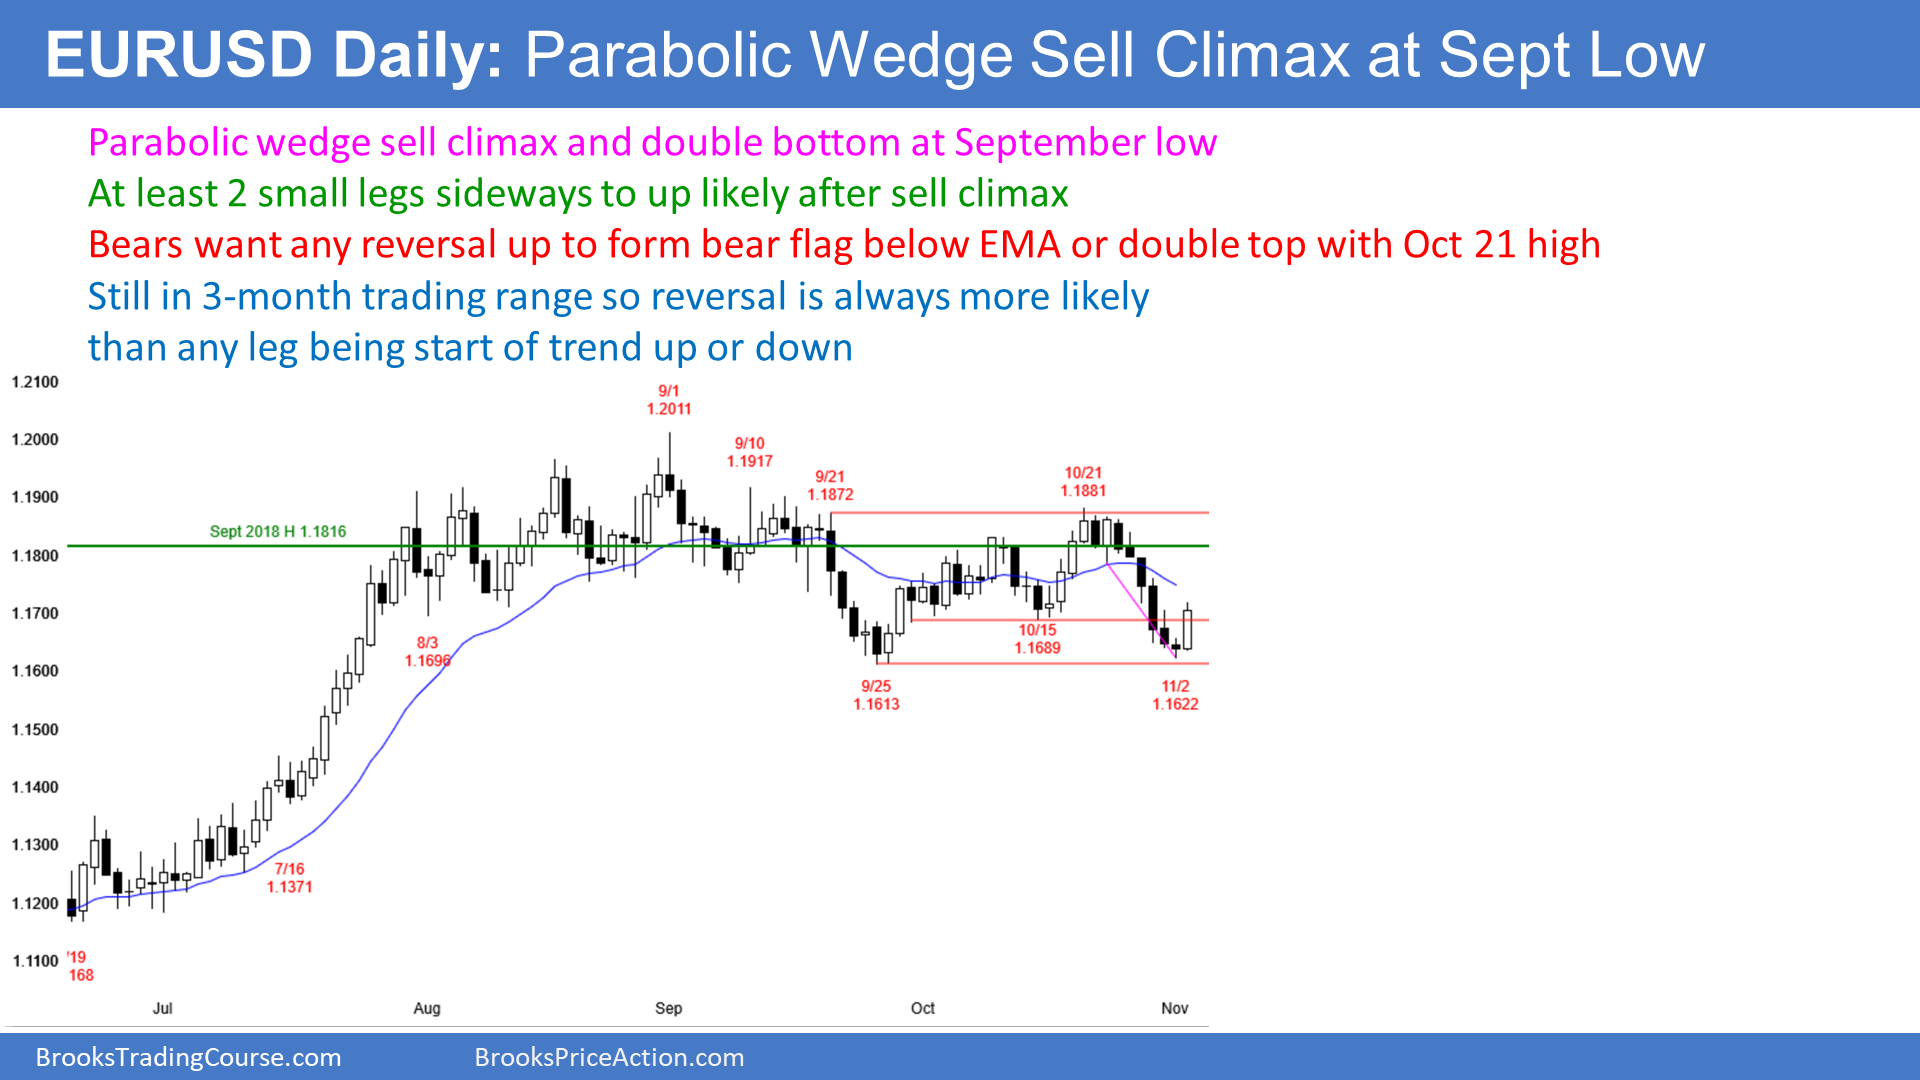 EURUSD Daily: Parabolic Wedge Sell Climax at Sept Low
Parabolic wedge sell climax and double bottom at September low
At least 2 small legs sideways to up likely after sell climax
Bears want any reversal up to form bear flag below EMA or double top with Oct 21 high
Still in 3-month trading range so reversal is always more likely
than any leg being start of trend up or down
1.2100
1.2000
1.1900
1.1800
1.1700
1.1600
1.1500
1.1400
1.1300
1.1200
1.1100
Sept 2018 H 1.1816
'19
168
7/16
1.1371
8/3
1.1696
9/1
1.2011
9/10
1.1917
9/21
1.1872
9/25
1.1613
10/15
1.1689
10/21
1.1881
11/2
1.1622
Jul
Aug
Sep
Oct
Nov
BrooksTradingCourse.com
BrooksPriceAction.com